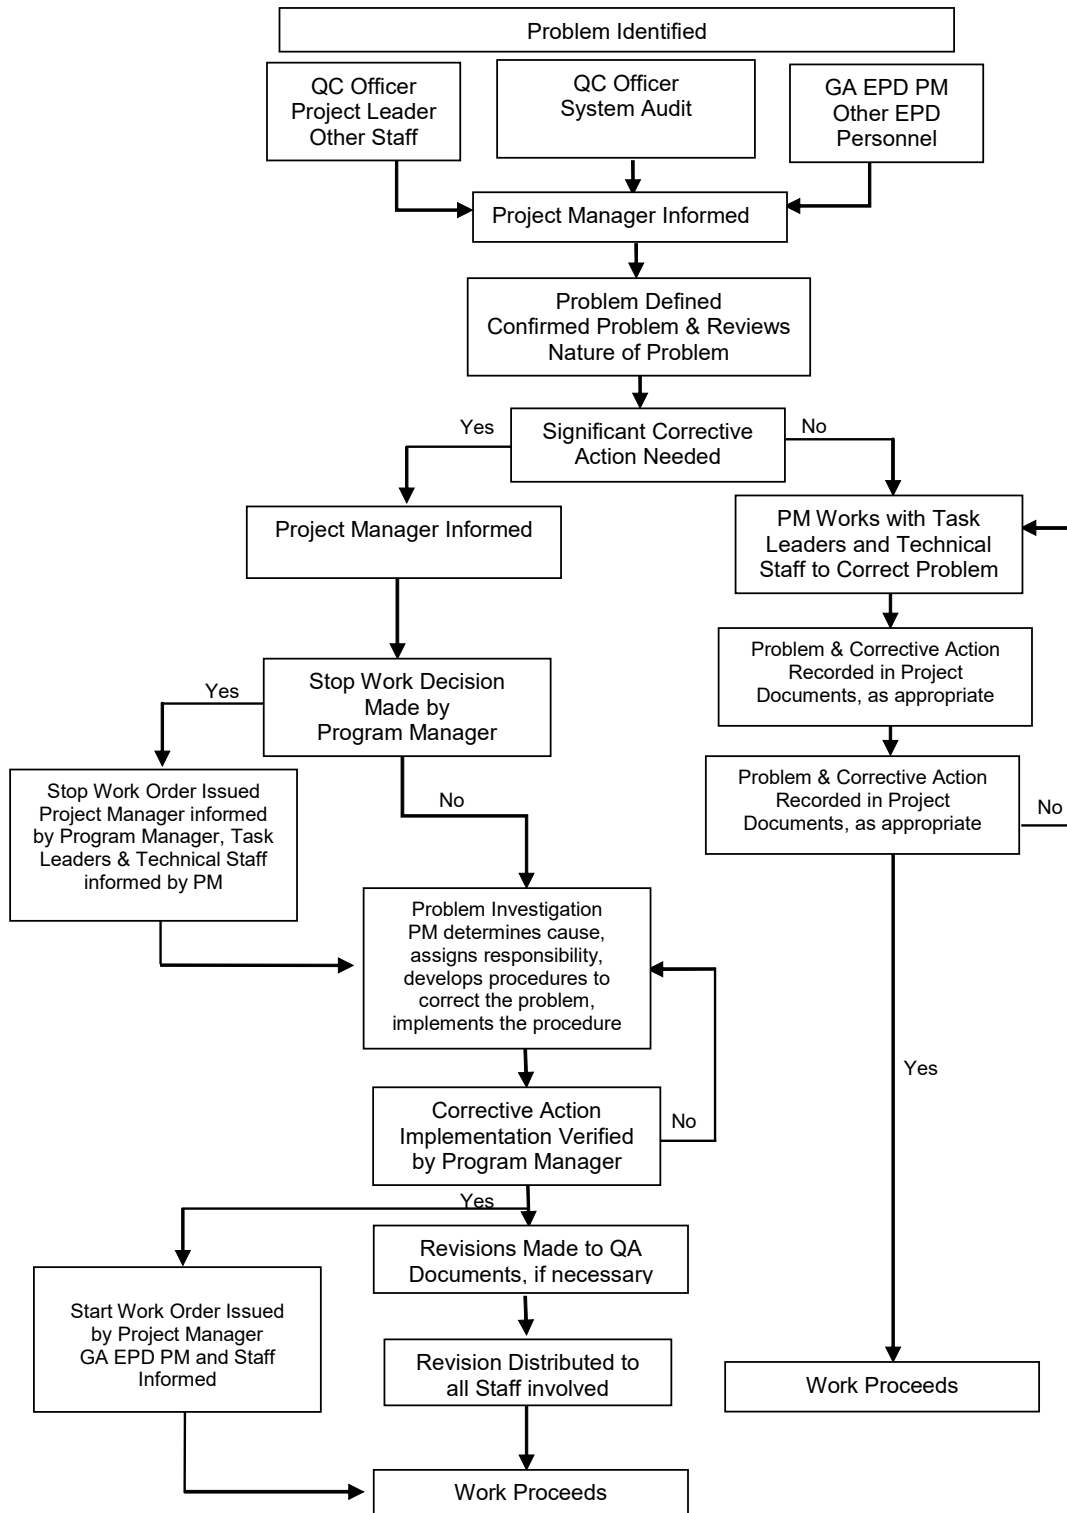 Problem Identified
QC Officer
Project Leader
Other Staff
QC Officer
System Audit
GA EPD PM
Other EPD
Personnel
Project Manager Informed
Problem Defined
Confirmed Problem & Reviews
Nature of Problem
Yes
Significant Corrective
Action Needed
No
Project Manager Informed
PM Works with Task
Leaders and Technical
Staff to Correct Problem
Problem & Corrective Action
Recorded in Project
Documents, as appropriate
Yes
Stop Work Decision
Made by
Program Manager
Stop Work Order Issued
Project Manager informed
by Program Manager, Task
Leaders & Technical Staff
informed by PM
No
Problem & Corrective Action
Recorded in Project
Documents, as appropriate
No
Problem Investigation
PM determines cause,
assigns responsibility,
develops procedures to
correct the problem,
implements the procedure
Yes
Corrective Action
Implementation Verified
by Program Manager
No
Yes
Revisions Made to QA
Documents, if necessary
Start Work Order Issued
by Project Manager
GA EPD PM and Staff
Informed
Revision Distributed to
all Staff involved
Work Proceeds
Work Proceeds